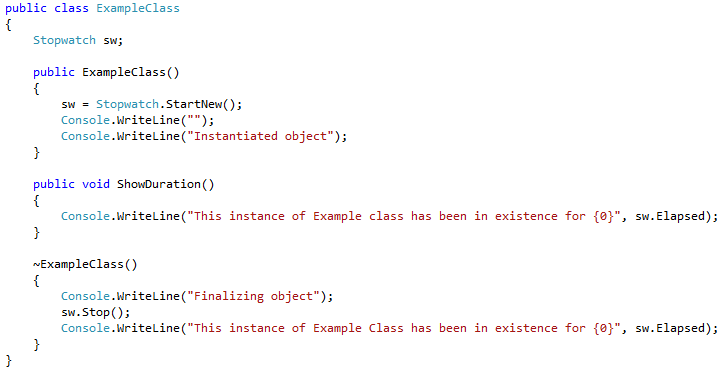 public class ExampleClass
{
    Stopwatch sw;

    public ExampleClass()
    {
        sw = Stopwatch.StartNew();
        Console.WriteLine("");
        Console.WriteLine("Instantiated object");
    }

    public void ShowDuration()
    {
        Console.WriteLine("This instance of Example class has been in existence for {0}", sw.Elapsed);
    }

    ~ExampleClass()
    {
        Console.WriteLine("Finalizing object");
        sw.Stop();
        Console.WriteLine("This instance of Example Class has been in existence for {0}", sw.Elapsed);
    }
}